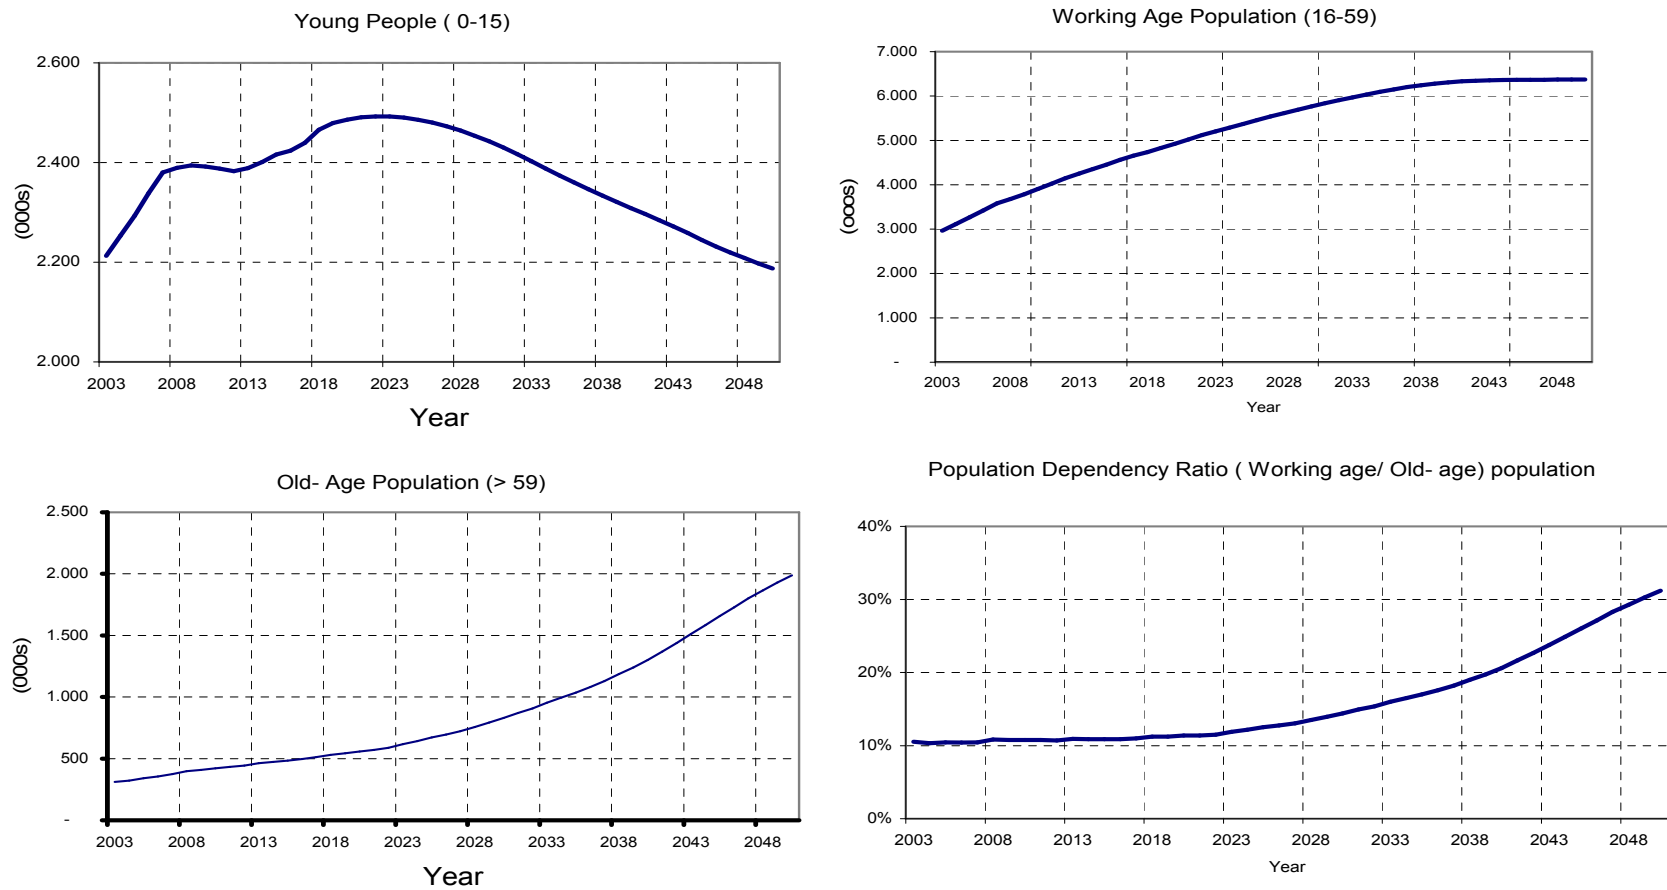 Young People ( 0-15)
2.600
2.400
2.200
2.000
(000s)
2003 2008 2013 2018 2023 2028 2033 2038 2043 2048
Year
Working Age Population (16-59)
7.000
6.000
5.000
4.000
3.000
2.000
1.000
-
(ooos)
2003 2008 2013 2018 2023 2028 2033 2038 2043 2048
Year
Old- Age Population (> 59)
2.500
2.000
1.500
1.000
500
-
(000s)
2003 2008 2013 2018 2023 2028 2033 2038 2043 2048
Year
Population Dependency Ratio ( Working age/ Old- age) population
40%
30%
20%
10%
0%
2003 2008 2013 2018 2023 2028 2033 2038 2043 2048
Year